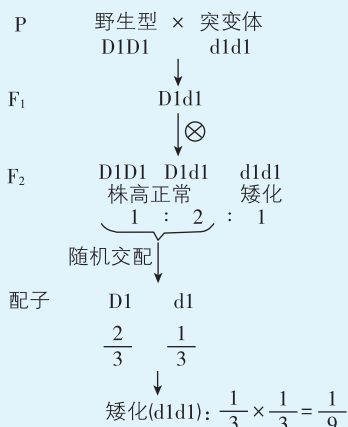 P 野生型 × 突变体
D1D1 d1d1
F₁ D1d1
⊗
F₂ D1D1 D1d1 d1d1
株高正常 矮化
1 : 2 : 1
随机交配
配子 D1 d1
2/3 1/3
矮化(d1d1): 1/3 × 1/3 = 1/9